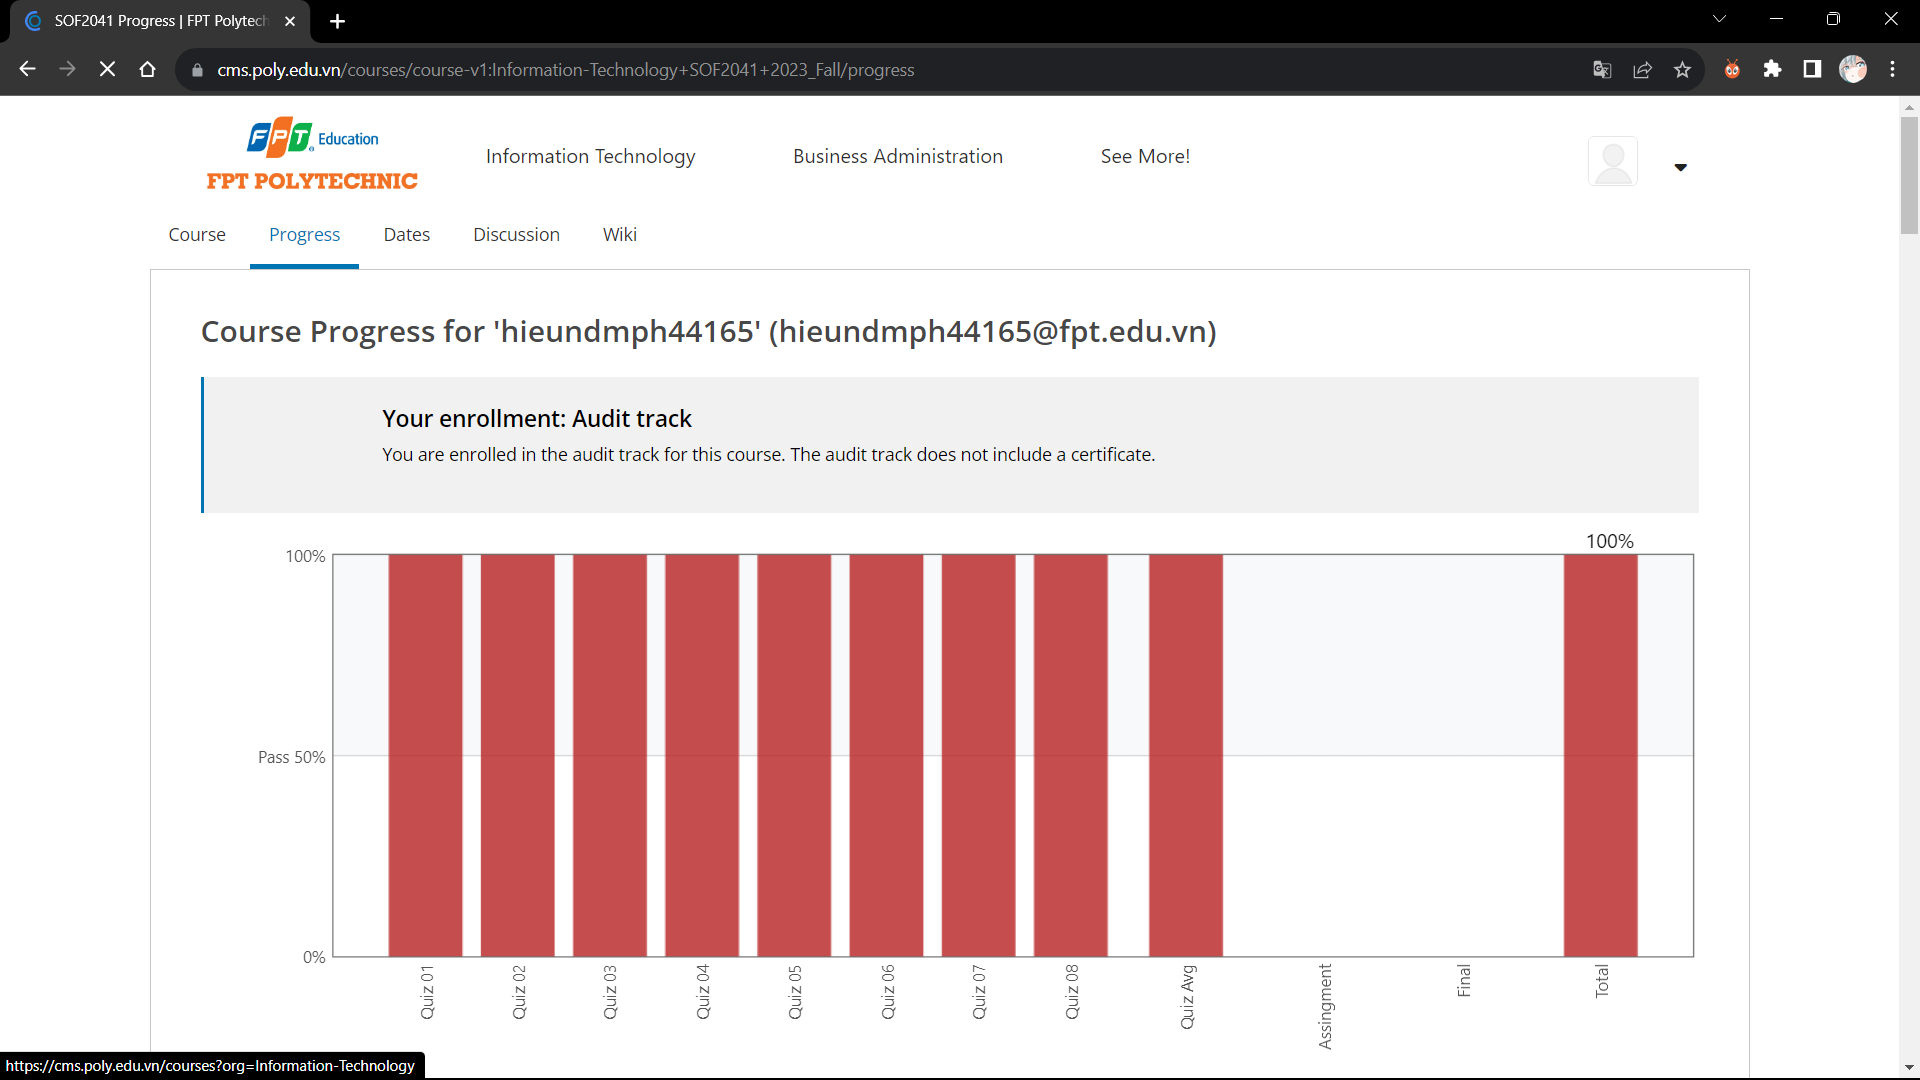 SOF2041 Progress | FPT Polytech
cms.poly.edu.vn/courses/course-v1:Information-Technology+SOF2041+2023_Fall/progress
FPT Education
FPT POLYTECHNIC
Information Technology
Business Administration
See More!
Course
Progress
Dates
Discussion
Wiki
Course Progress for 'hieundmph44165' (hieundmph44165@fpt.edu.vn)
Your enrollment: Audit track
You are enrolled in the audit track for this course. The audit track does not include a certificate.
100%
100%
Pass 50%
0%
Quiz 01
Quiz 02
Quiz 03
Quiz 04
Quiz 05
Quiz 06
Quiz 07
Quiz 08
Quiz Avg
Assingment
Final
Total
https://cms.poly.edu.vn/courses?org=Information-Technology